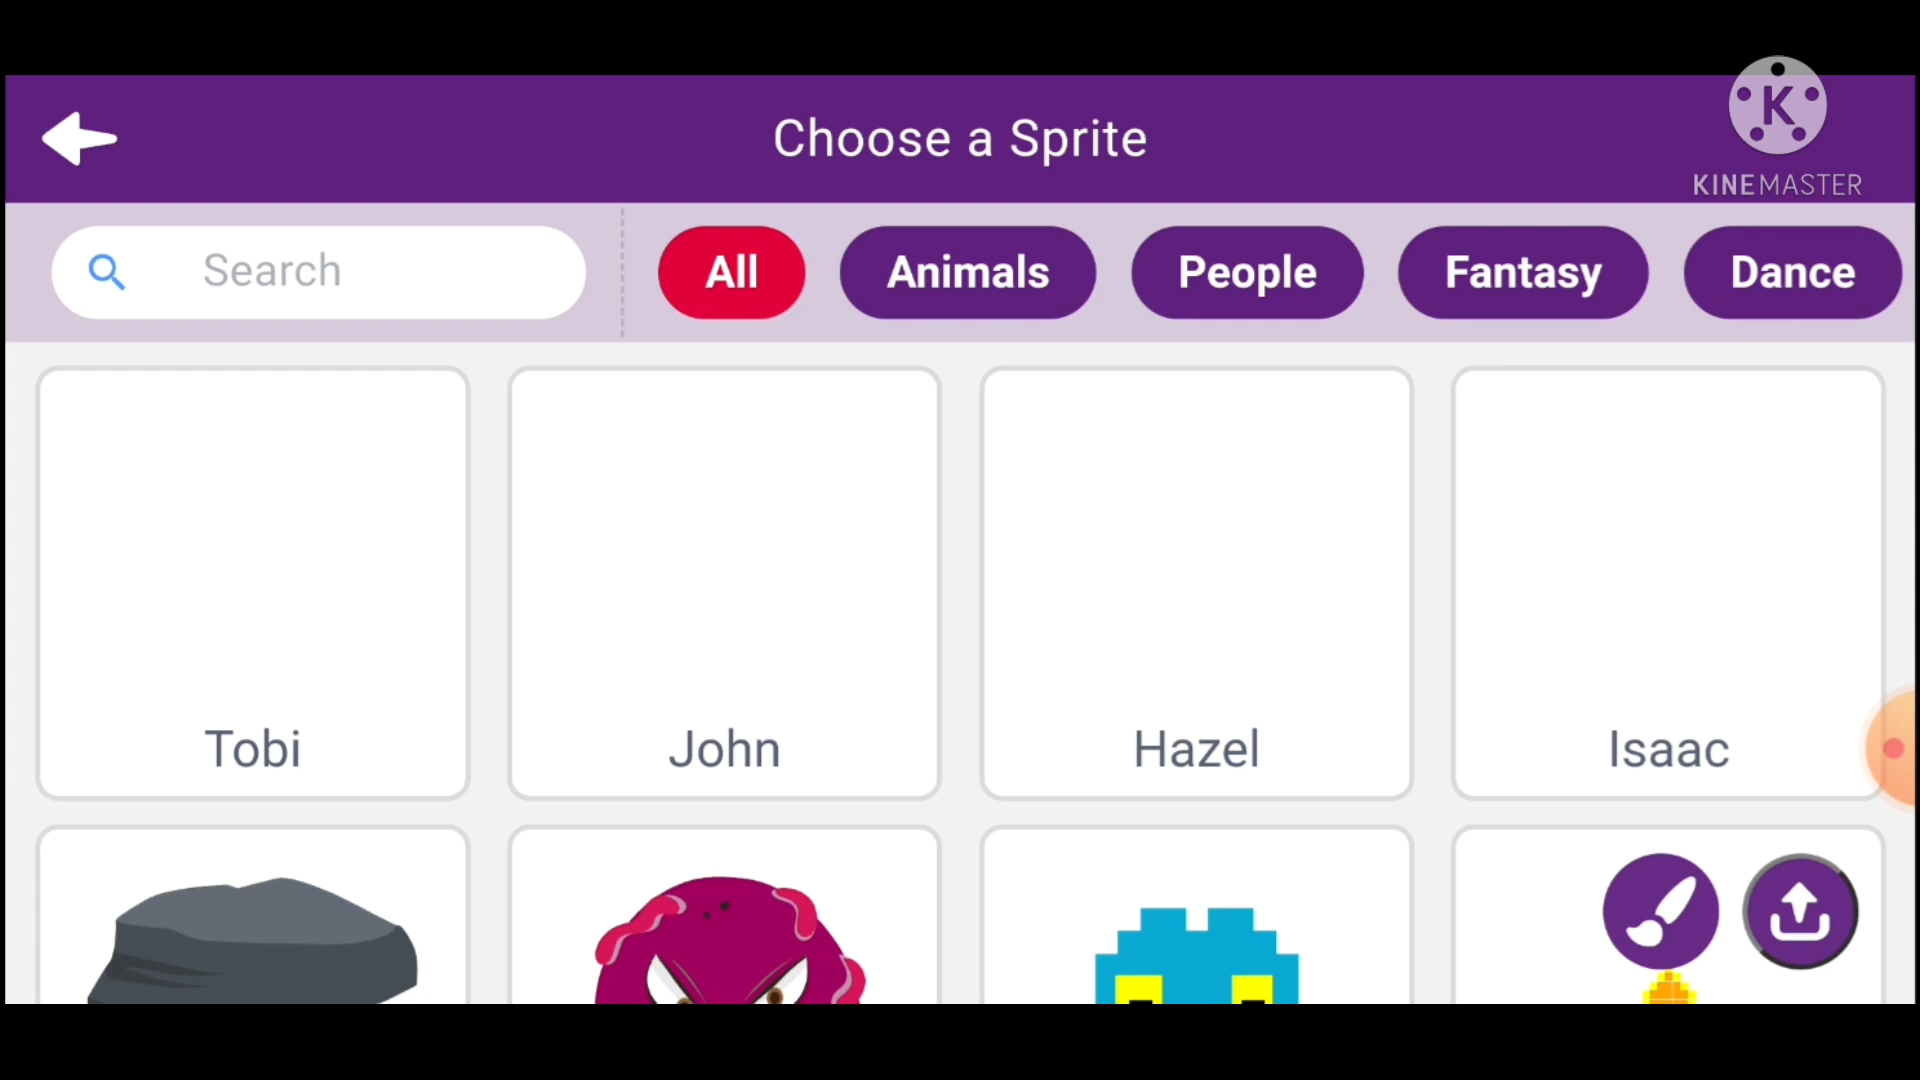 Choose a Sprite
K
KINEMASTER
Search
All
Animals
People
Fantasy
Dance
Tobi
John
Hazel
Isaac